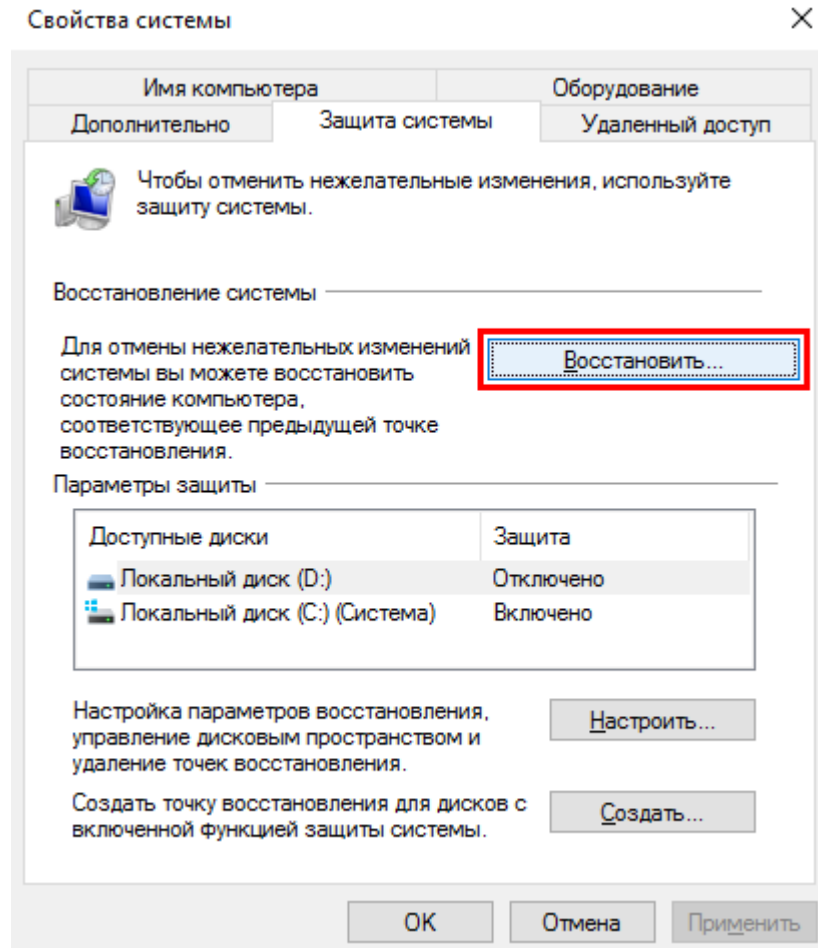 Свойства системы
Имя компьютера
Оборудование
Дополнительно
Защита системы
Удаленный доступ
Чтобы отменить нежелательные изменения, используйте
защиту системы.
Восстановление системы
Для отмены нежелательных изменений
системы вы можете восстановить
состояние компьютера,
соответствующее предыдущей точке
восстановления.
Восстановить...
Параметры защиты
Доступные диски
Защита
Локальный диск (D:)
Отключено
Локальный диск (C:) (Система)
Включено
Настройка параметров восстановления,
управление дисковым пространством и
удаление точек восстановления.
Настроить...
Создать точку восстановления для дисков с
включенной функцией защиты системы.
Создать...
OK
Отмена
Применить